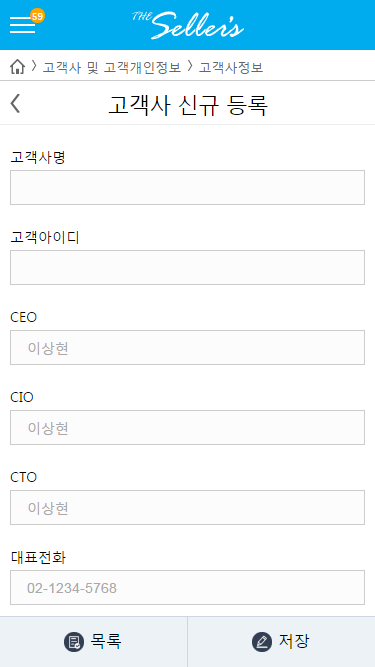 59
THE Seller's
고객사 및 고객개인정보 > 고객사정보
고객사 신규 등록
고객사명
고객아이디
CEO
이상현
CIO
이상현
CTO
이상현
대표전화
02-1234-5768
목록 저장